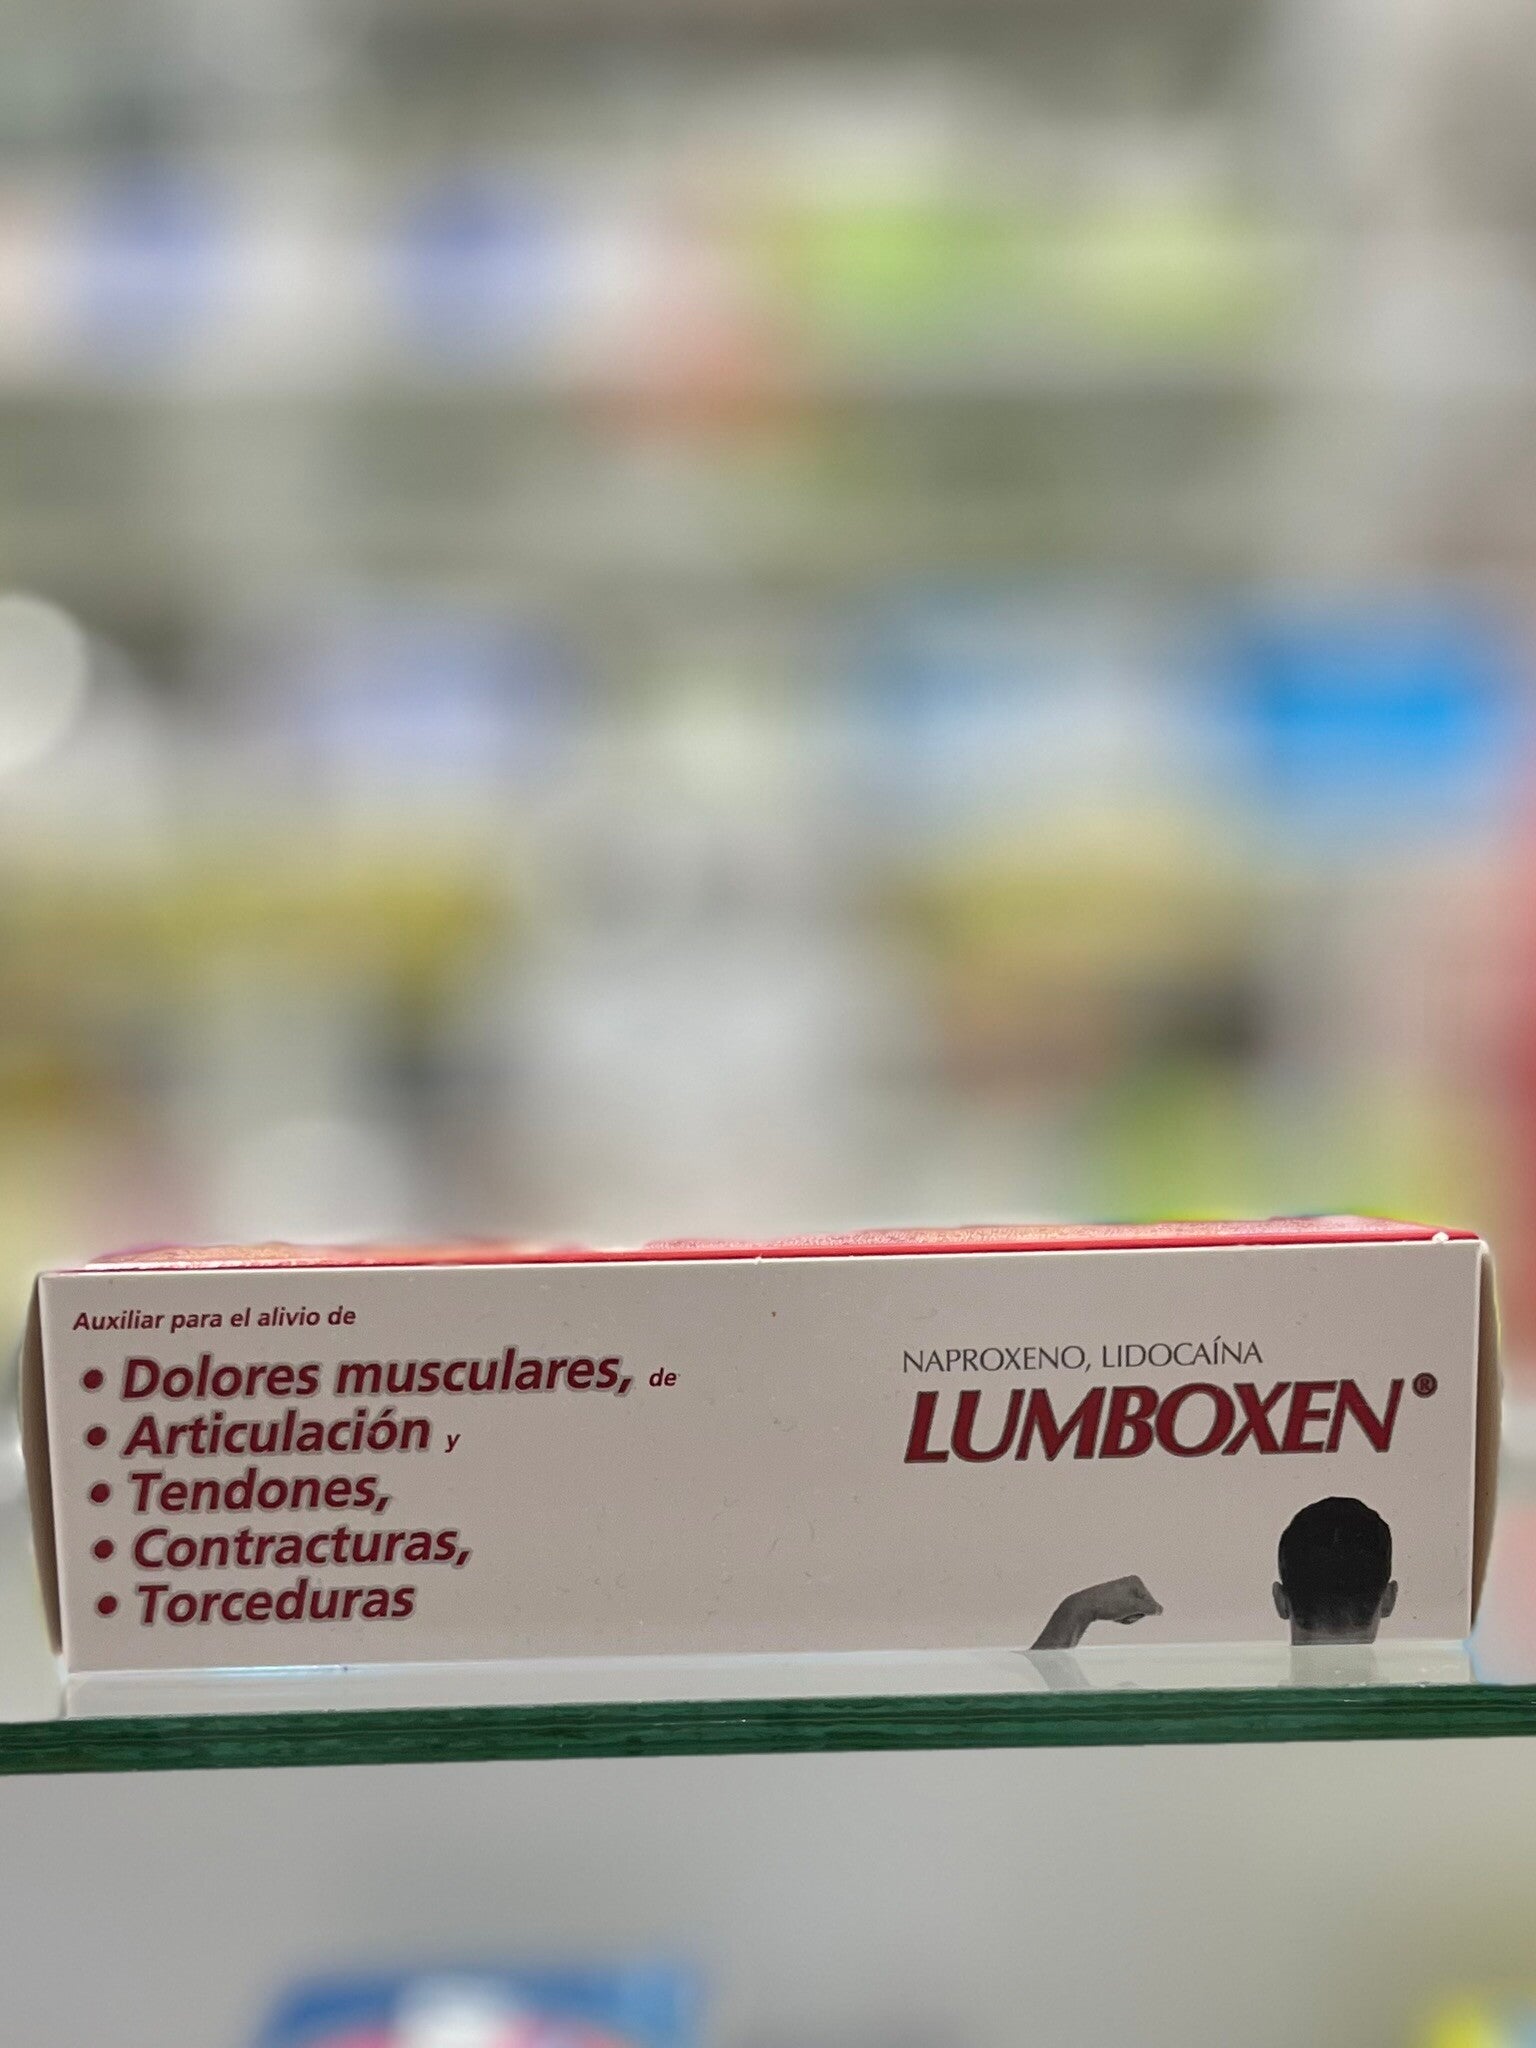 Auxiliar para el alivio de
• Dolores musculares, de
• Articulación y
• Tendones,
• Contracturas,
• Torceduras
NAPROXENO, LIDOCAÍNA
LUMBOXEN®